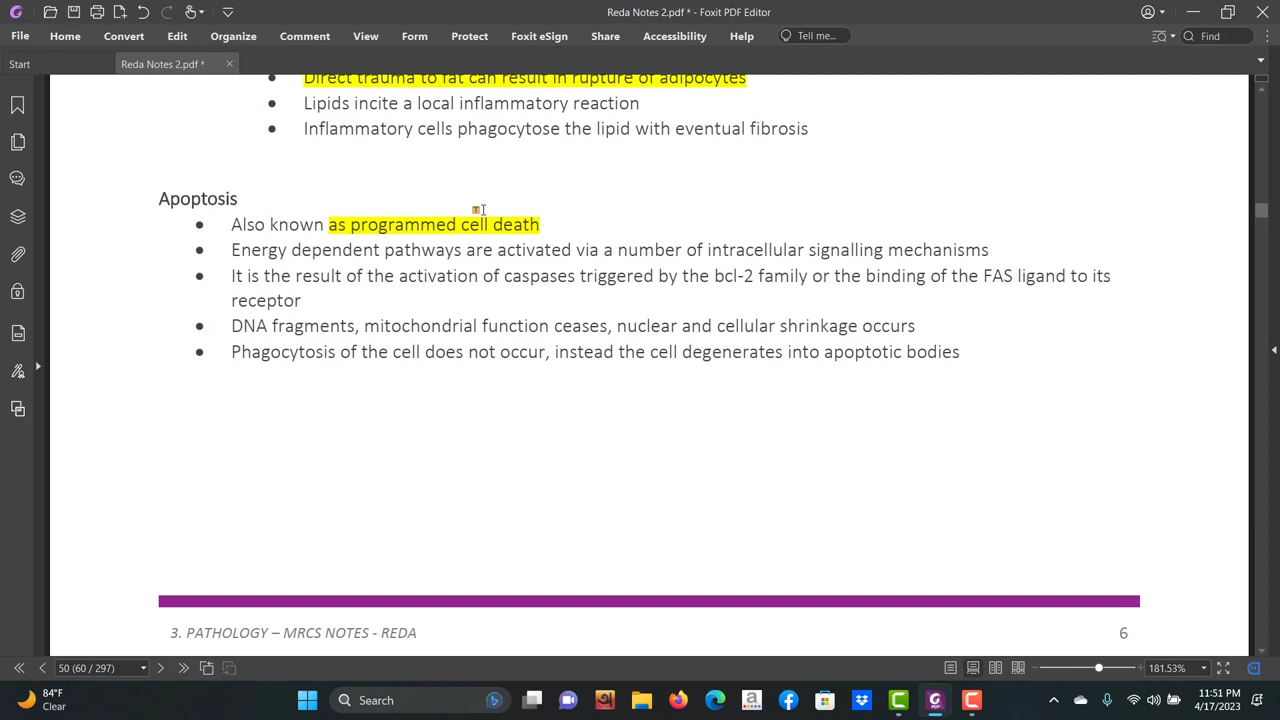 Reda Notes 2.pdf * - Foxit PDF Editor
File Home Convert Edit Organize Comment View Form Protect Foxit eSign Share Accessibility Help Tell me... Find
Start Reda Notes 2.pdf *
Direct trauma to fat can result in rupture of adipocytes
Lipids incite a local inflammatory reaction
Inflammatory cells phagocytose the lipid with eventual fibrosis
Apoptosis
Also known as programmed cell death
Energy dependent pathways are activated via a number of intracellular signalling mechanisms
It is the result of the activation of caspases triggered by the bcl-2 family or the binding of the FAS ligand to its
receptor
DNA fragments, mitochondrial function ceases, nuclear and cellular shrinkage occurs
Phagocytosis of the cell does not occur, instead the cell degenerates into apoptotic bodies
3. PATHOLOGY – MRCS NOTES - REDA 6
50 (60 / 297) 181.53%
84°F
Clear
Search
11:51 PM
4/17/2023